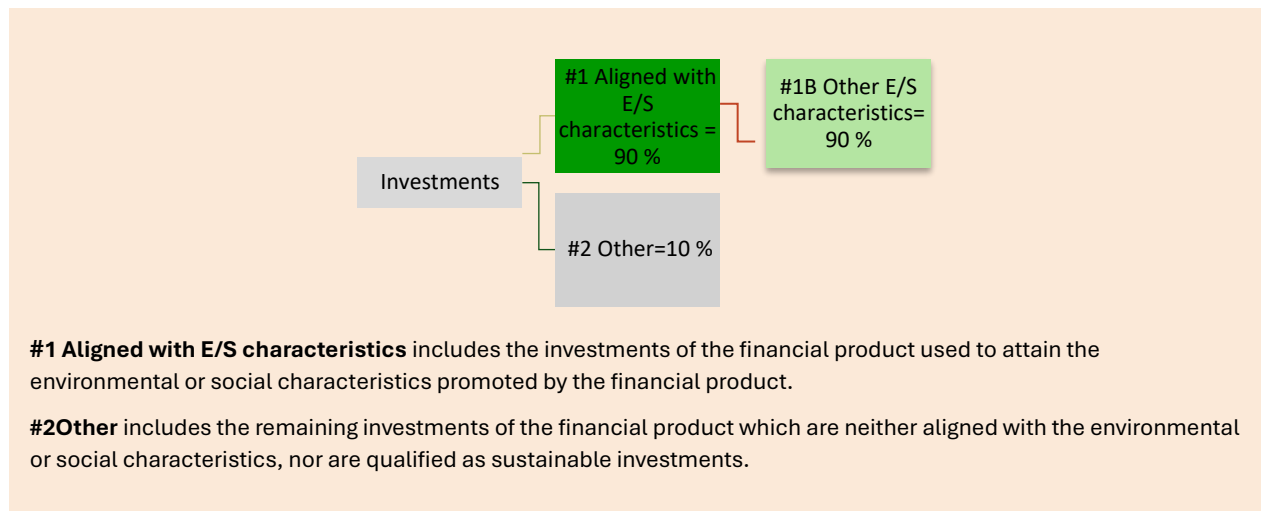 #1 Aligned with
E/S
characteristics =
90 %
#1B Other E/S
characteristics=
90 %
Investments
#2 Other=10 %
#1 Aligned with E/S characteristics includes the investments of the financial product used to attain the
environmental or social characteristics promoted by the financial product.
#2Other includes the remaining investments of the financial product which are neither aligned with the environmental
or social characteristics, nor are qualified as sustainable investments.